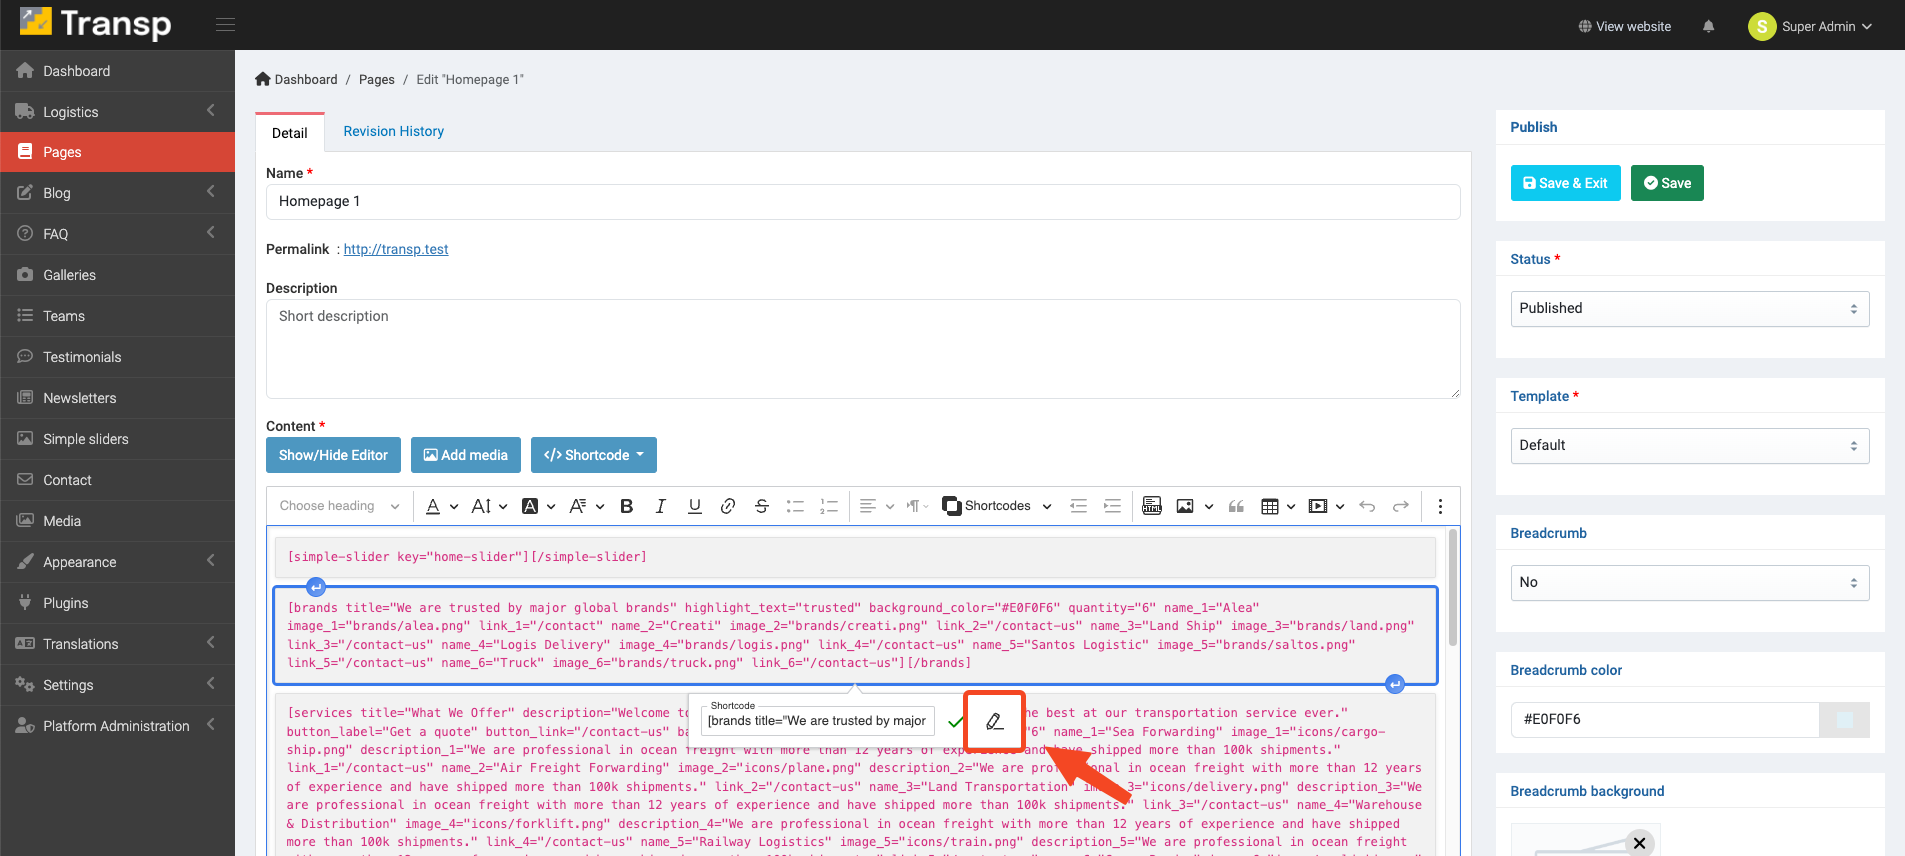 Transp
View website
S
Super Admin
Dashboard
Logistics
Pages
Blog
FAQ
Galleries
Teams
Testimonials
Newsletters
Simple sliders
Contact
Media
Appearance
Plugins
Translations
Settings
Platform Administration
Dashboard / Pages / Edit "Homepage 1"
Detail
Revision History
Name *
Homepage 1
Permalink : http://transp.test
Description
Short description
Content *
Show/Hide Editor
Add media
</> Shortcode
Choose heading
Shortcodes
HTML
[simple-slider key="home-slider"][/simple-slider]
[brands title="We are trusted by major global brands" highlight_text="trusted" background_color="#E0F0F6" quantity="6" name_1="Alea"
image_1="brands/alea.png" link_1="/contact" name_2="Creati" image_2="brands/creati.png" link_2="/contact-us" name_3="Land Ship" image_3="brands/land.png"
link_3="/contact-us" name_4="Logis Delivery" image_4="brands/logis.png" link_4="/contact-us" name_5="Santos Logistic" image_5="brands/saltos.png"
link_5="/contact-us" name_6="Truck" image_6="brands/truck.png" link_6="/contact-us"][/brands]
Shortcode
[brands title="We are trusted by major
[services title="What We Offer" description="Welcome to he best at our transportation service ever."
button_label="Get a quote" button_link="/contact-us" ba "6" name_1="Sea Forwarding" image_1="icons/cargo-
ship.png" description_1="We are professional in ocean freight with more than 12 years of experience and have shipped more than 100k shipments."
link_1="/contact-us" name_2="Air Freight Forwarding" image_2="icons/plane.png" description_2="We are professional in ocean freight with more than 12 years
of experience and have shipped more than 100k shipments." link_2="/contact-us" name_3="Land Transportation" image_3="icons/delivery.png" description_3="We
are professional in ocean freight with more than 12 years of experience and have shipped more than 100k shipments." link_3="/contact-us" name_4="Warehouse
& Distribution" image_4="icons/forklift.png" description_4="We are professional in ocean freight with more than 12 years of experience and have shipped
more than 100k shipments." link_4="/contact-us" name_5="Railway Logistics" image_5="icons/train.png" description_5="We are professional in ocean freight
Publish
Save & Exit
Save
Status *
Published
Template *
Default
Breadcrumb
No
Breadcrumb color
#E0F0F6
Breadcrumb background